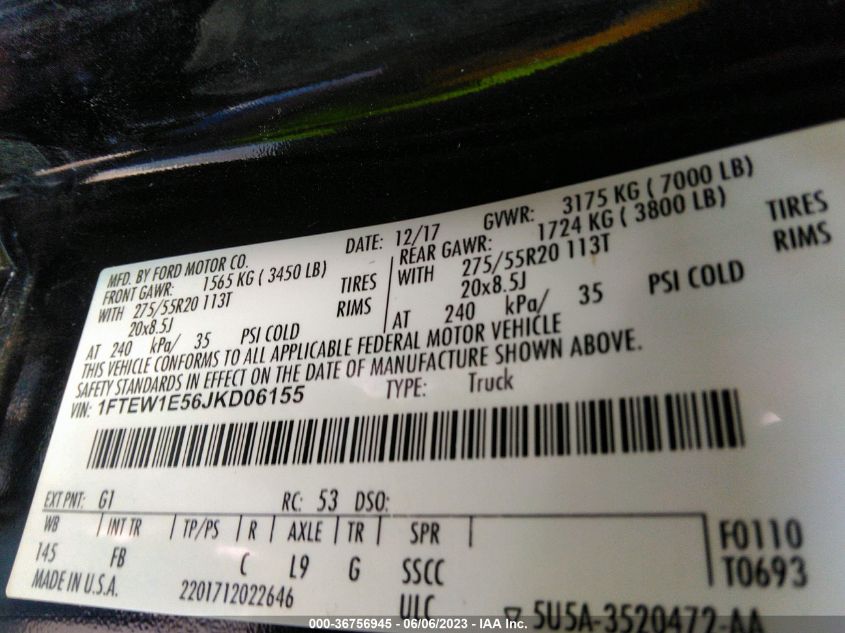 MFD. BY FORD MOTOR CO. DATE: 12/17 GVWR: 3175 KG ( 7000 LB)
FRONT GAWR: 1565 KG ( 3450 LB) REAR GAWR: 1724 KG ( 3800 LB)
WITH 275/55R20 113T TIRES WITH 275/55R20 113T TIRES
20x8.5J RIMS 20x8.5J RIMS
AT 240 kPa/ 35 PSI COLD AT 240 kPa/ 35 PSI COLD
THIS VEHICLE CONFORMS TO ALL APPLICABLE FEDERAL MOTOR VEHICLE
SAFETY STANDARDS IN EFFECT ON THE DATE OF MANUFACTURE SHOWN ABOVE.
VIN: 1FTEW1E56JKD06155 TYPE: Truck
EXT PNT: G1 RC: 53 DSO:
WB INT TR TP/PS R AXLE TR SPR F0110
145 FB C L9 G SSCC T0693
MADE IN U.S.A. 2201712022646 ULC 5U5A-3520472-AA
000-36756945 - 06/06/2023 - IAA Inc.